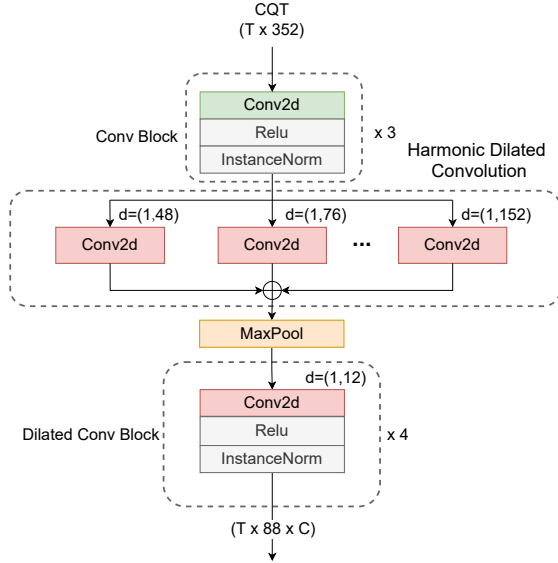 CQT
(T x 352)
Conv2d
Relu
InstanceNorm
Conv Block
x 3
Harmonic Dilated
Convolution
d=(1,48)
d=(1,76)
d=(1,152)
Conv2d
Conv2d
...
Conv2d
MaxPool
d=(1,12)
Conv2d
Relu
InstanceNorm
Dilated Conv Block
x 4
(T x 88 x C)